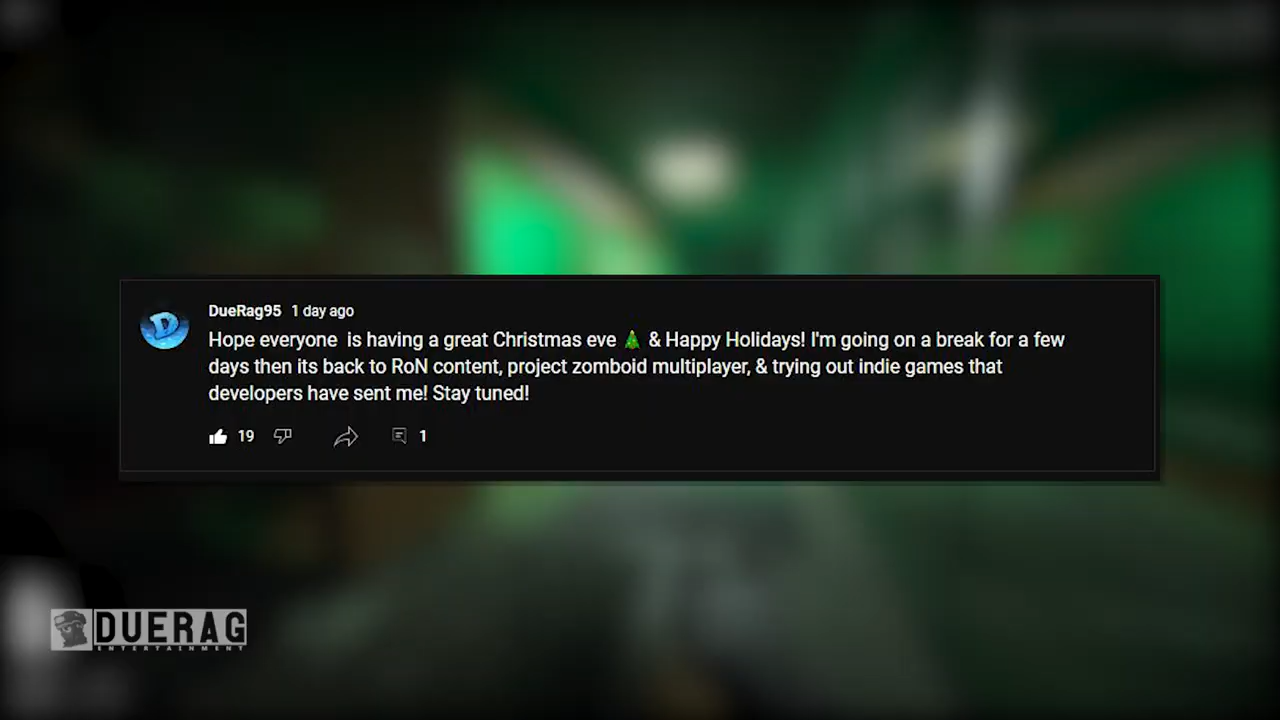 DueRag95 1 day ago
Hope everyone is having a great Christmas eve 🎄 & Happy Holidays! I'm going on a break for a few
days then its back to RoN content, project zomboid multiplayer, & trying out indie games that
developers have sent me! Stay tuned!
19 1
DUERAG
ENTERTAINMENT